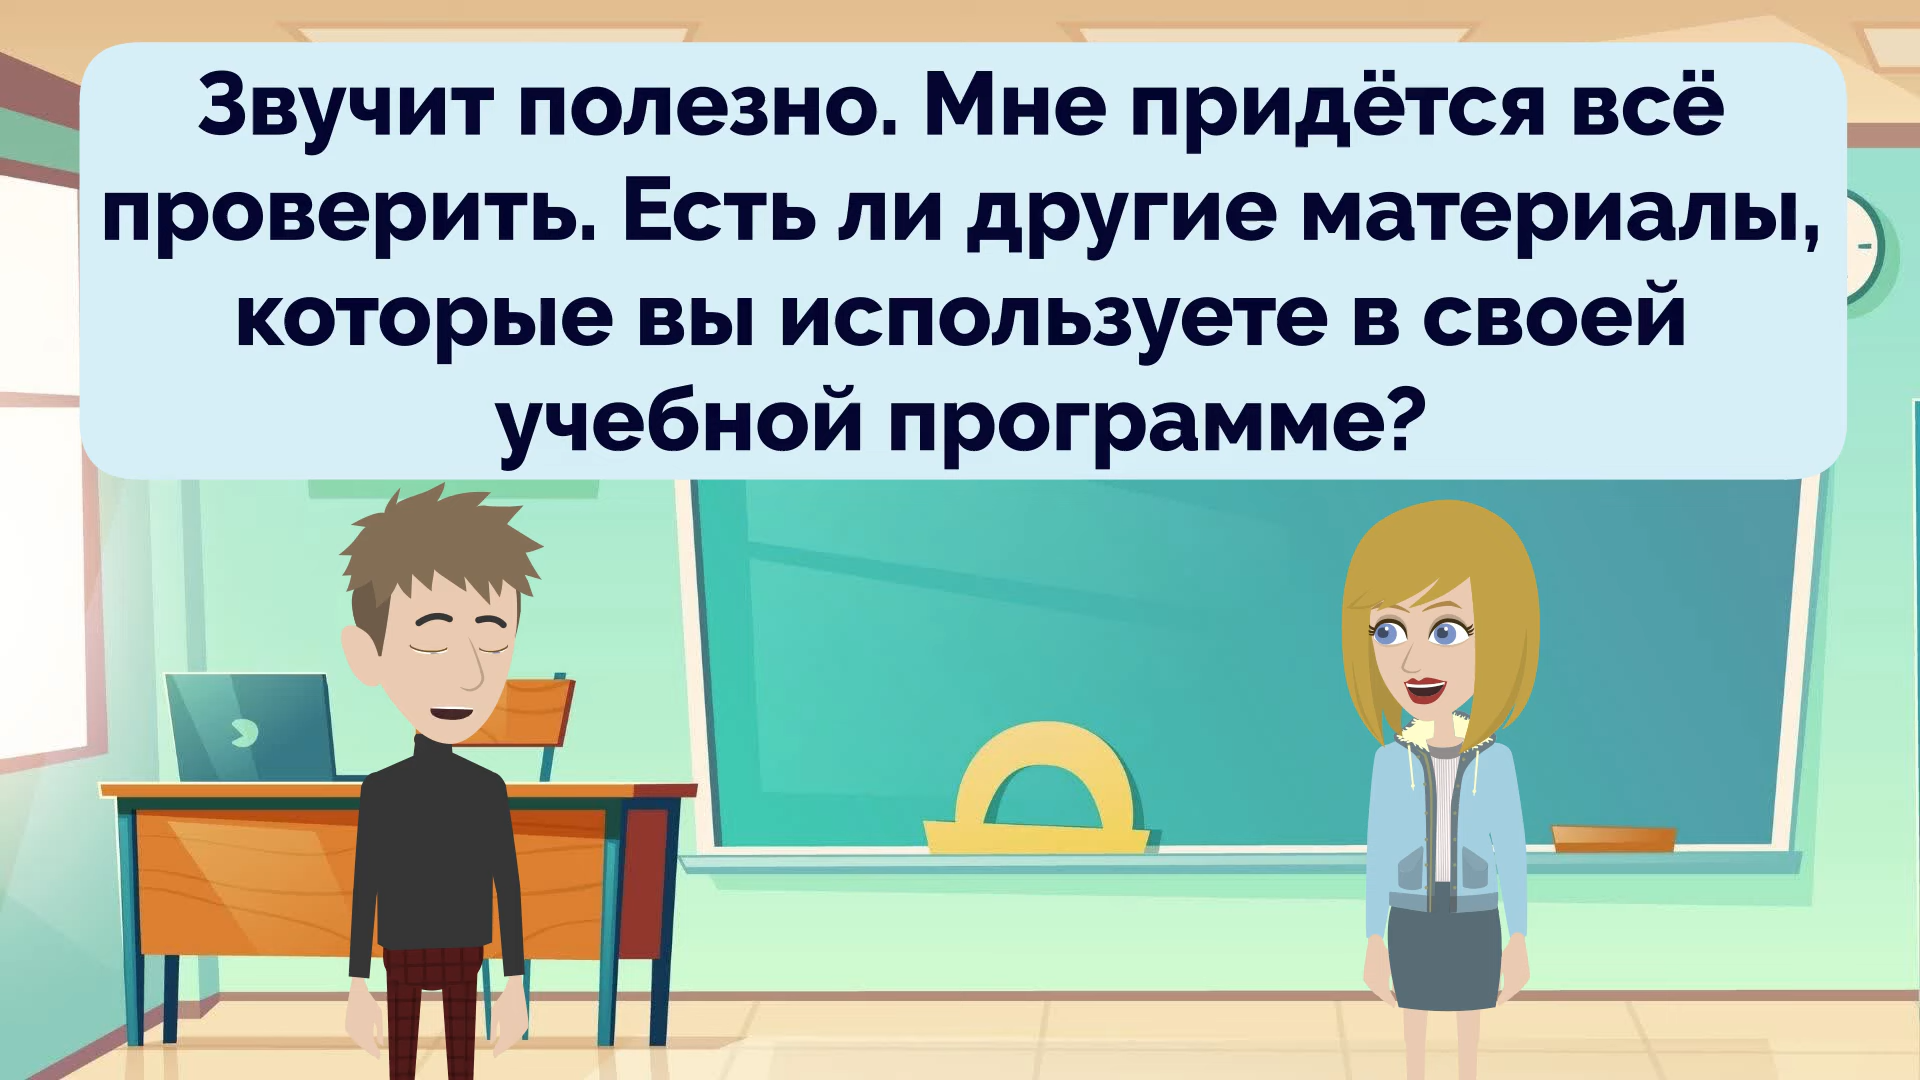 Звучит полезно. Мне придётся всё
проверить. Есть ли другие материалы,
которые вы используете в своей
учебной программе?